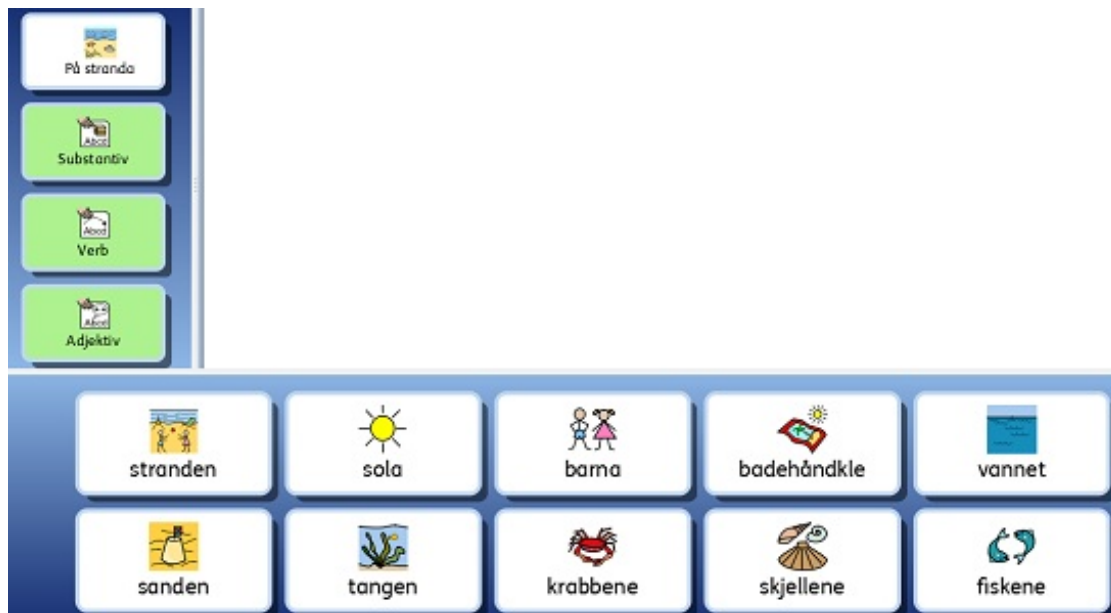 På stranda
Substantiv
Verb
Adjektiv
stranden sola barna badehåndkle vannet
sanden tangen krabbene skjellene fiskene